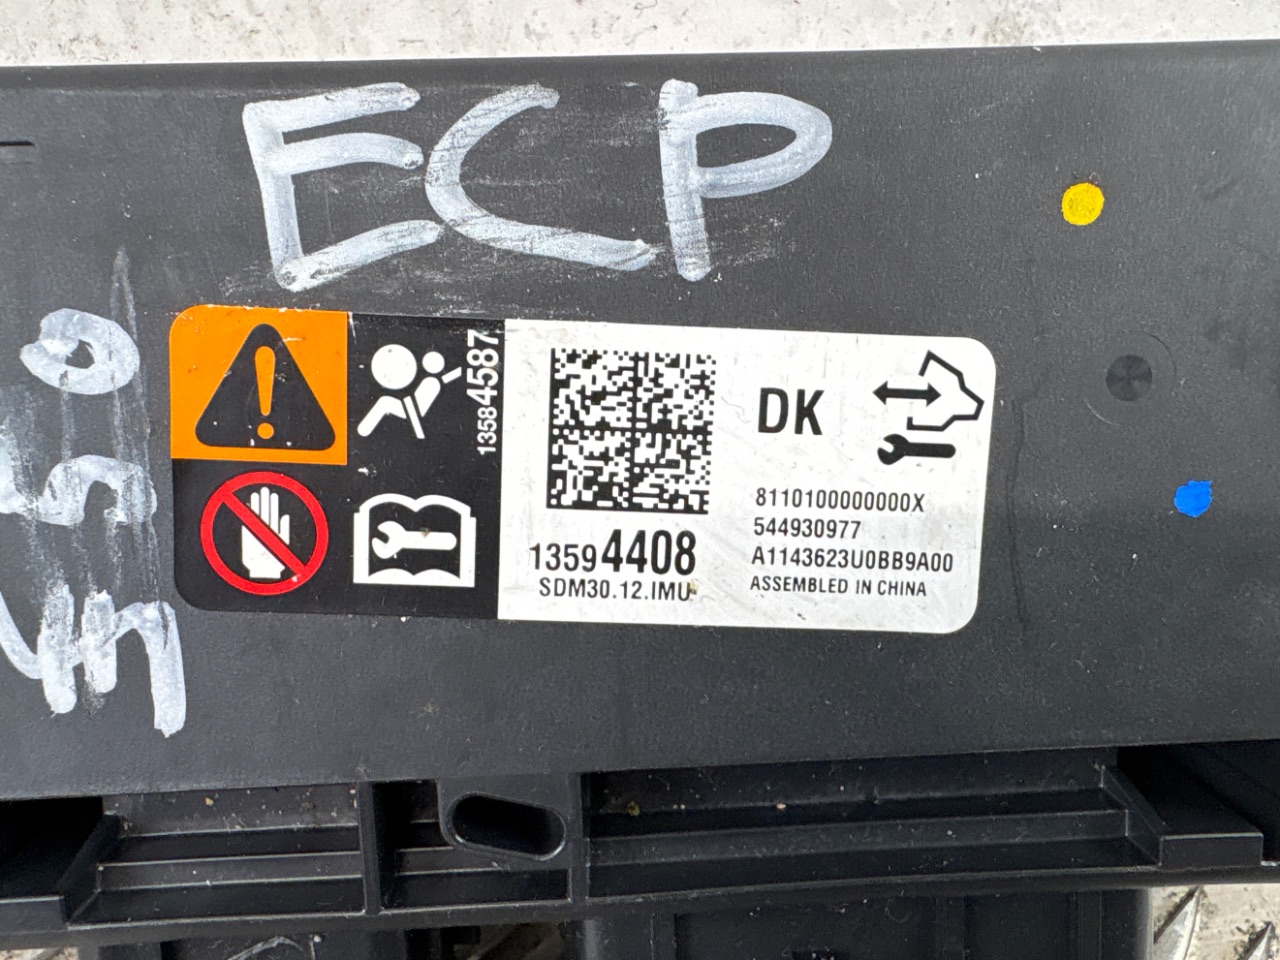 ECP
13584587
DK
8110100000000X
544930977
13594408
A1143623U0BB9A00
SDM30.12.IMU
ASSEMBLED IN CHINA